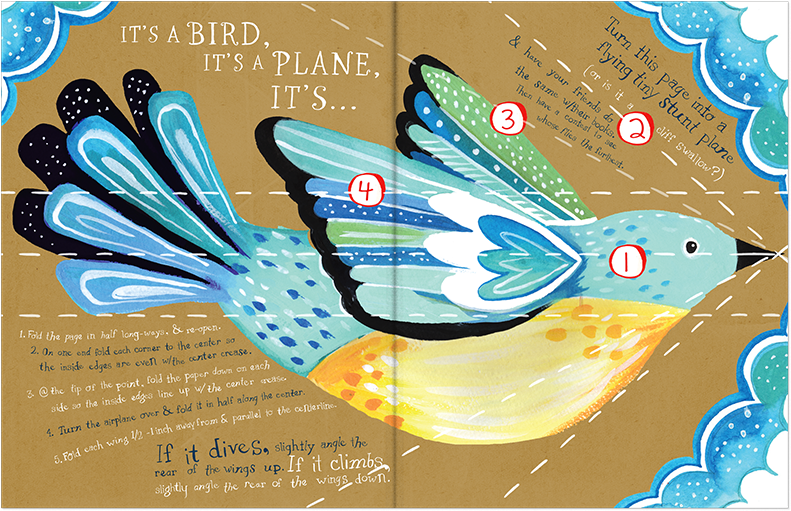 IT'S A BIRD,
IT'S A PLANE,
IT'S...
Turn this page into a
flying tiny stunt plane
(or is it a cliff swallow?)
& have your friends do
the same w/their books.
Then have a contest to see
whose flies the furthest.
3
2
4
1
1. Fold the page in half long-ways, & re-open.
2. On one end fold each corner to the center so
the inside edges are even w/the center crease.
3. @ the tip of the point, fold the paper down on each
side so the inside edges line up w/ the center crease.
4. Turn the airplane over & fold it in half along the center.
5. Fold each wing 1/2 - 1 inch away from & parallel to the centerline.
If it dives, slightly angle the
rear of the wings up. If it climbs,
slightly angle the rear of the wings down.